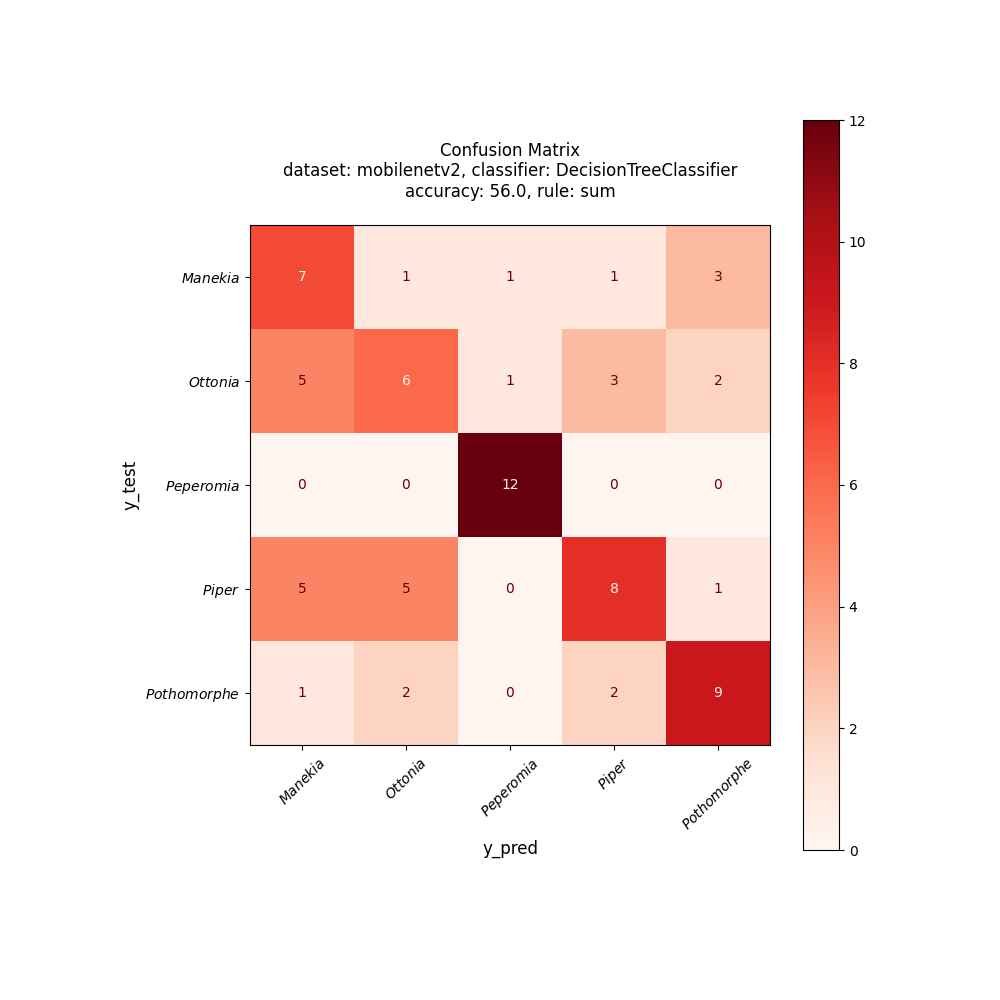 Confusion Matrix
dataset: mobilenetv2, classifier: DecisionTreeClassifier
accuracy: 56.0, rule: sum
y_test
Manekia 7 1 1 1 3
Ottonia 5 6 1 3 2
Peperomia 0 0 12 0 0
Piper 5 5 0 8 1
Pothomorphe 1 2 0 2 9
Manekia Ottonia Peperomia Piper Pothomorphe
y_pred
12
10
8
6
4
2
0